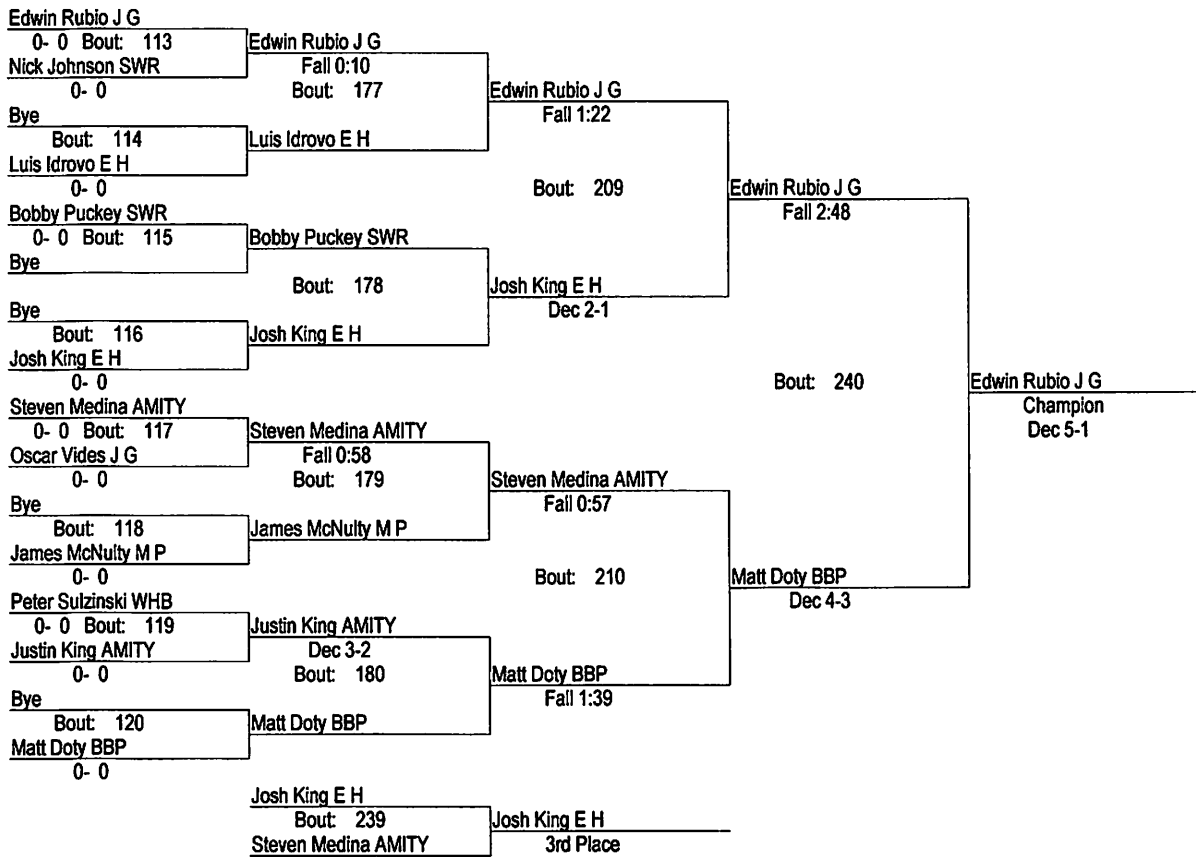 Edwin Rubio J G
0- 0 Bout: 113
Nick Johnson SWR
0- 0
Bye
Bout: 114
Luis Idrovo E H
0- 0
Bobby Puckey SWR
0- 0 Bout: 115
Bye
Bye
Bout: 116
Josh King E H
0- 0
Steven Medina AMITY
0- 0 Bout: 117
Oscar Vides J G
0- 0
Bye
Bout: 118
James McNulty M P
0- 0
Peter Sulzinski WHB
0- 0 Bout: 119
Justin King AMITY
0- 0
Bye
Bout: 120
Matt Doty BBP
0- 0
Edwin Rubio J G
Fall 0:10
Bout: 177
Luis Idrovo E H
Bobby Puckey SWR
Bout: 178
Josh King E H
Steven Medina AMITY
Fall 0:58
Bout: 179
James McNulty M P
Justin King AMITY
Dec 3-2
Bout: 180
Matt Doty BBP
Edwin Rubio J G
Fall 1:22
Bout: 209
Josh King E H
Dec 2-1
Steven Medina AMITY
Fall 0:57
Bout: 210
Matt Doty BBP
Fall 1:39
Edwin Rubio J G
Fall 2:48
Bout: 240
Matt Doty BBP
Dec 4-3
Edwin Rubio J G
Champion
Dec 5-1
Josh King E H
Bout: 239
Steven Medina AMITY
Josh King E H
3rd Place